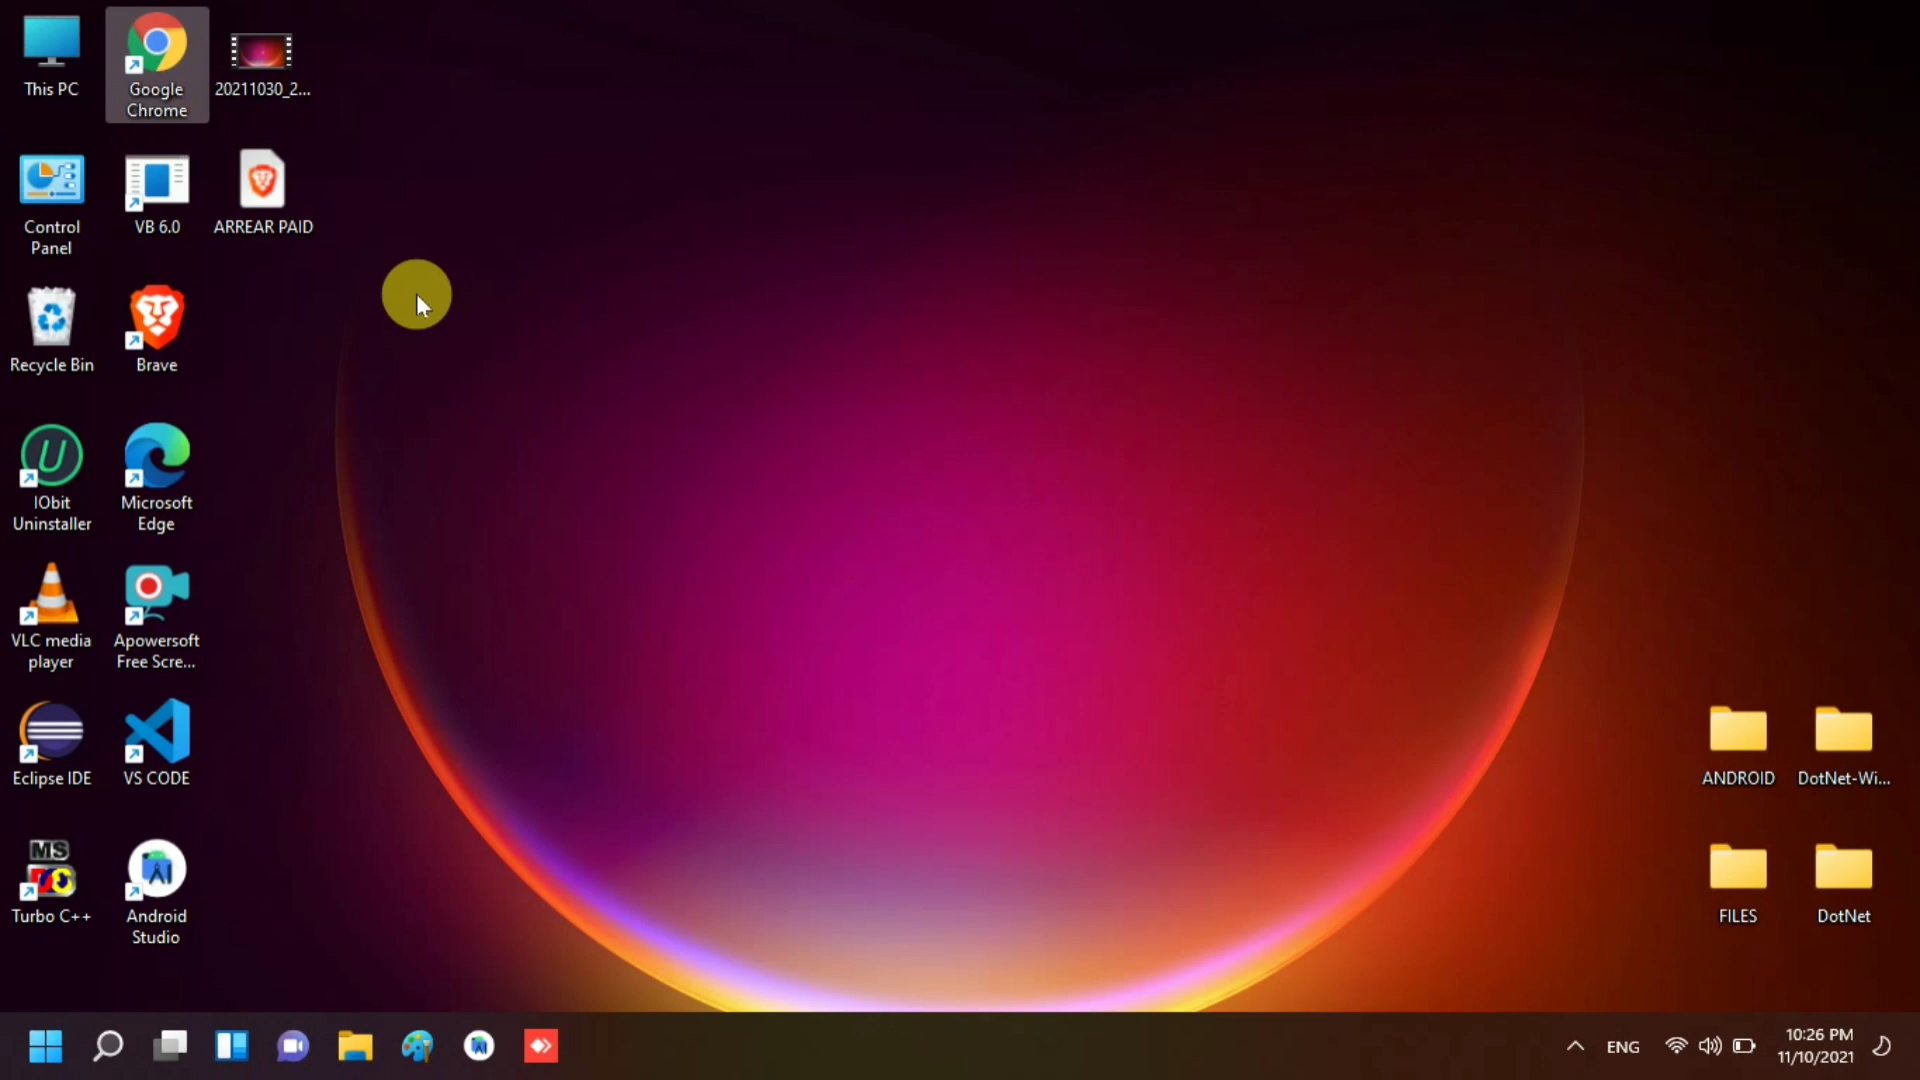 This PC
Google
Chrome
20211030_2...
Control
Panel
VB 6.0
ARREAR PAID
Recycle Bin
Brave
IObit
Uninstaller
Microsoft
Edge
VLC media
player
Apowersoft
Free Scre...
Eclipse IDE
VS CODE
MS
Turbo C++
Android
Studio
ANDROID
DotNet-Wi...
FILES
DotNet
ENG
10:26 PM
11/10/2021